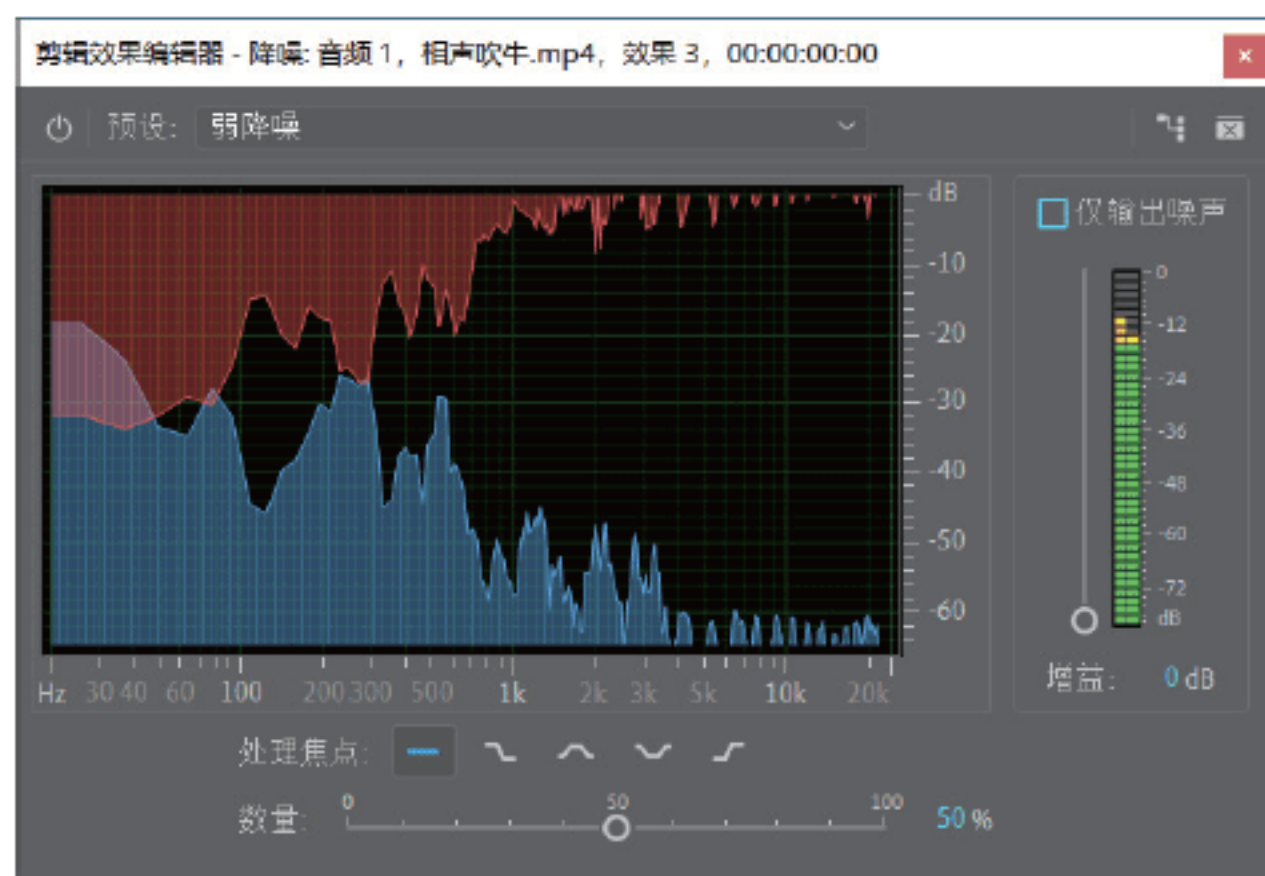 剪辑效果编辑器 - 降噪: 音频 1, 相声吹牛.mp4, 效果 3, 00:00:00:00
×
预设: 弱降噪
dB
-10
-20
-30
-40
-50
-60
Hz 30 40 60 100 200 300 500 1k 2k 3k 5k 10k 20k
仅输出噪声
0
-12
-24
-36
-48
-60
-72
dB
增益: 0 dB
处理焦点:
0 50 100
数量: 50 %